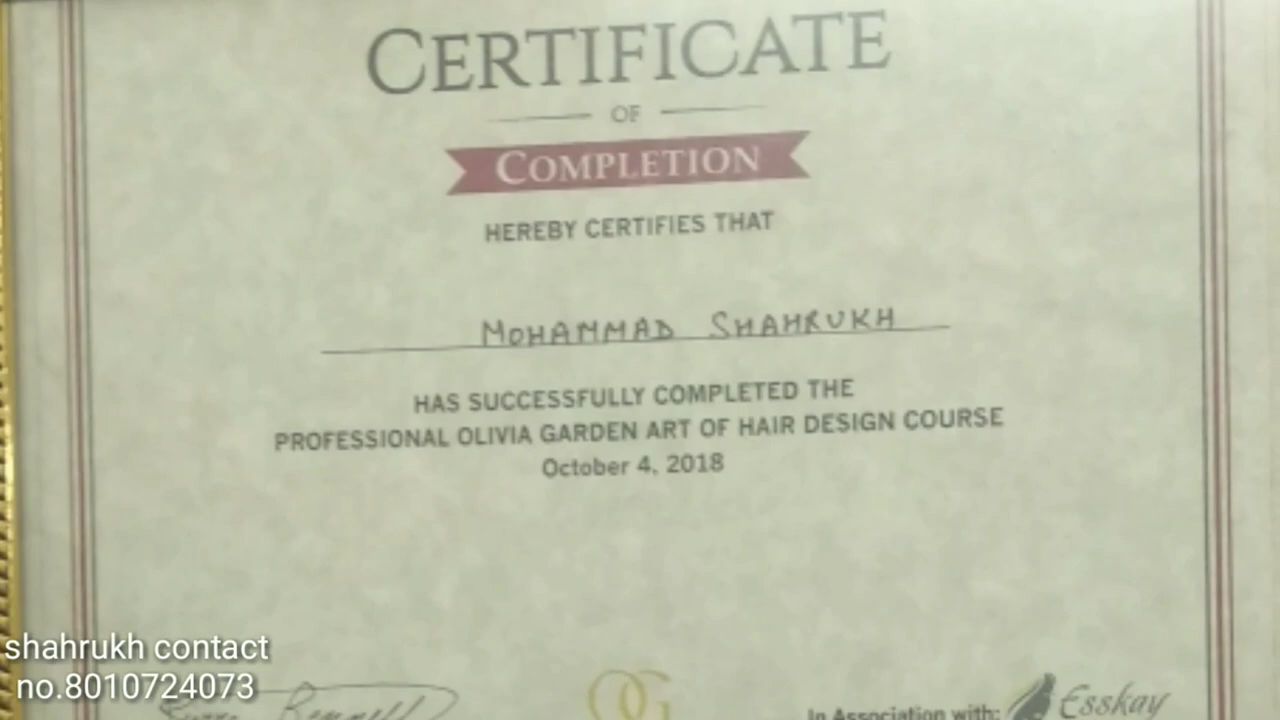 CERTIFICATE
OF
COMPLETION
HEREBY CERTIFIES THAT
MOHAMMAD SHAHRUKH
HAS SUCCESSFULLY COMPLETED THE
PROFESSIONAL OLIVIA GARDEN ART OF HAIR DESIGN COURSE
October 4, 2018
shahrukh contact
no.8010724073
OG
In Association with: Esskay